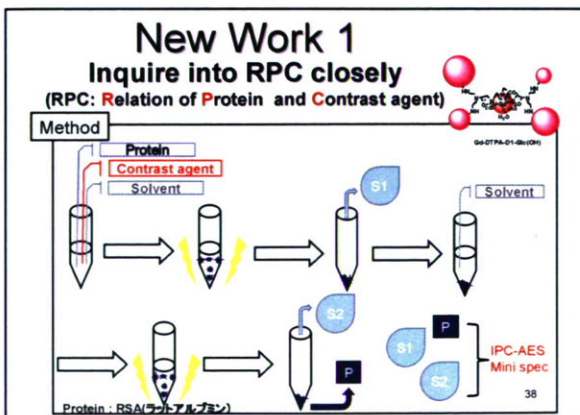 New Work 1
Inquire into RPC closely
(RPC: Relation of Protein and Contrast agent)
Gd-DTPA-D1-Glc(OH)
Method
Protein
Contrast agent
Solvent
S1
Solvent
S2
P
P
S1
S2
IPC-AES
Mini spec
Protein : RSA(ラットアルブミン)
38